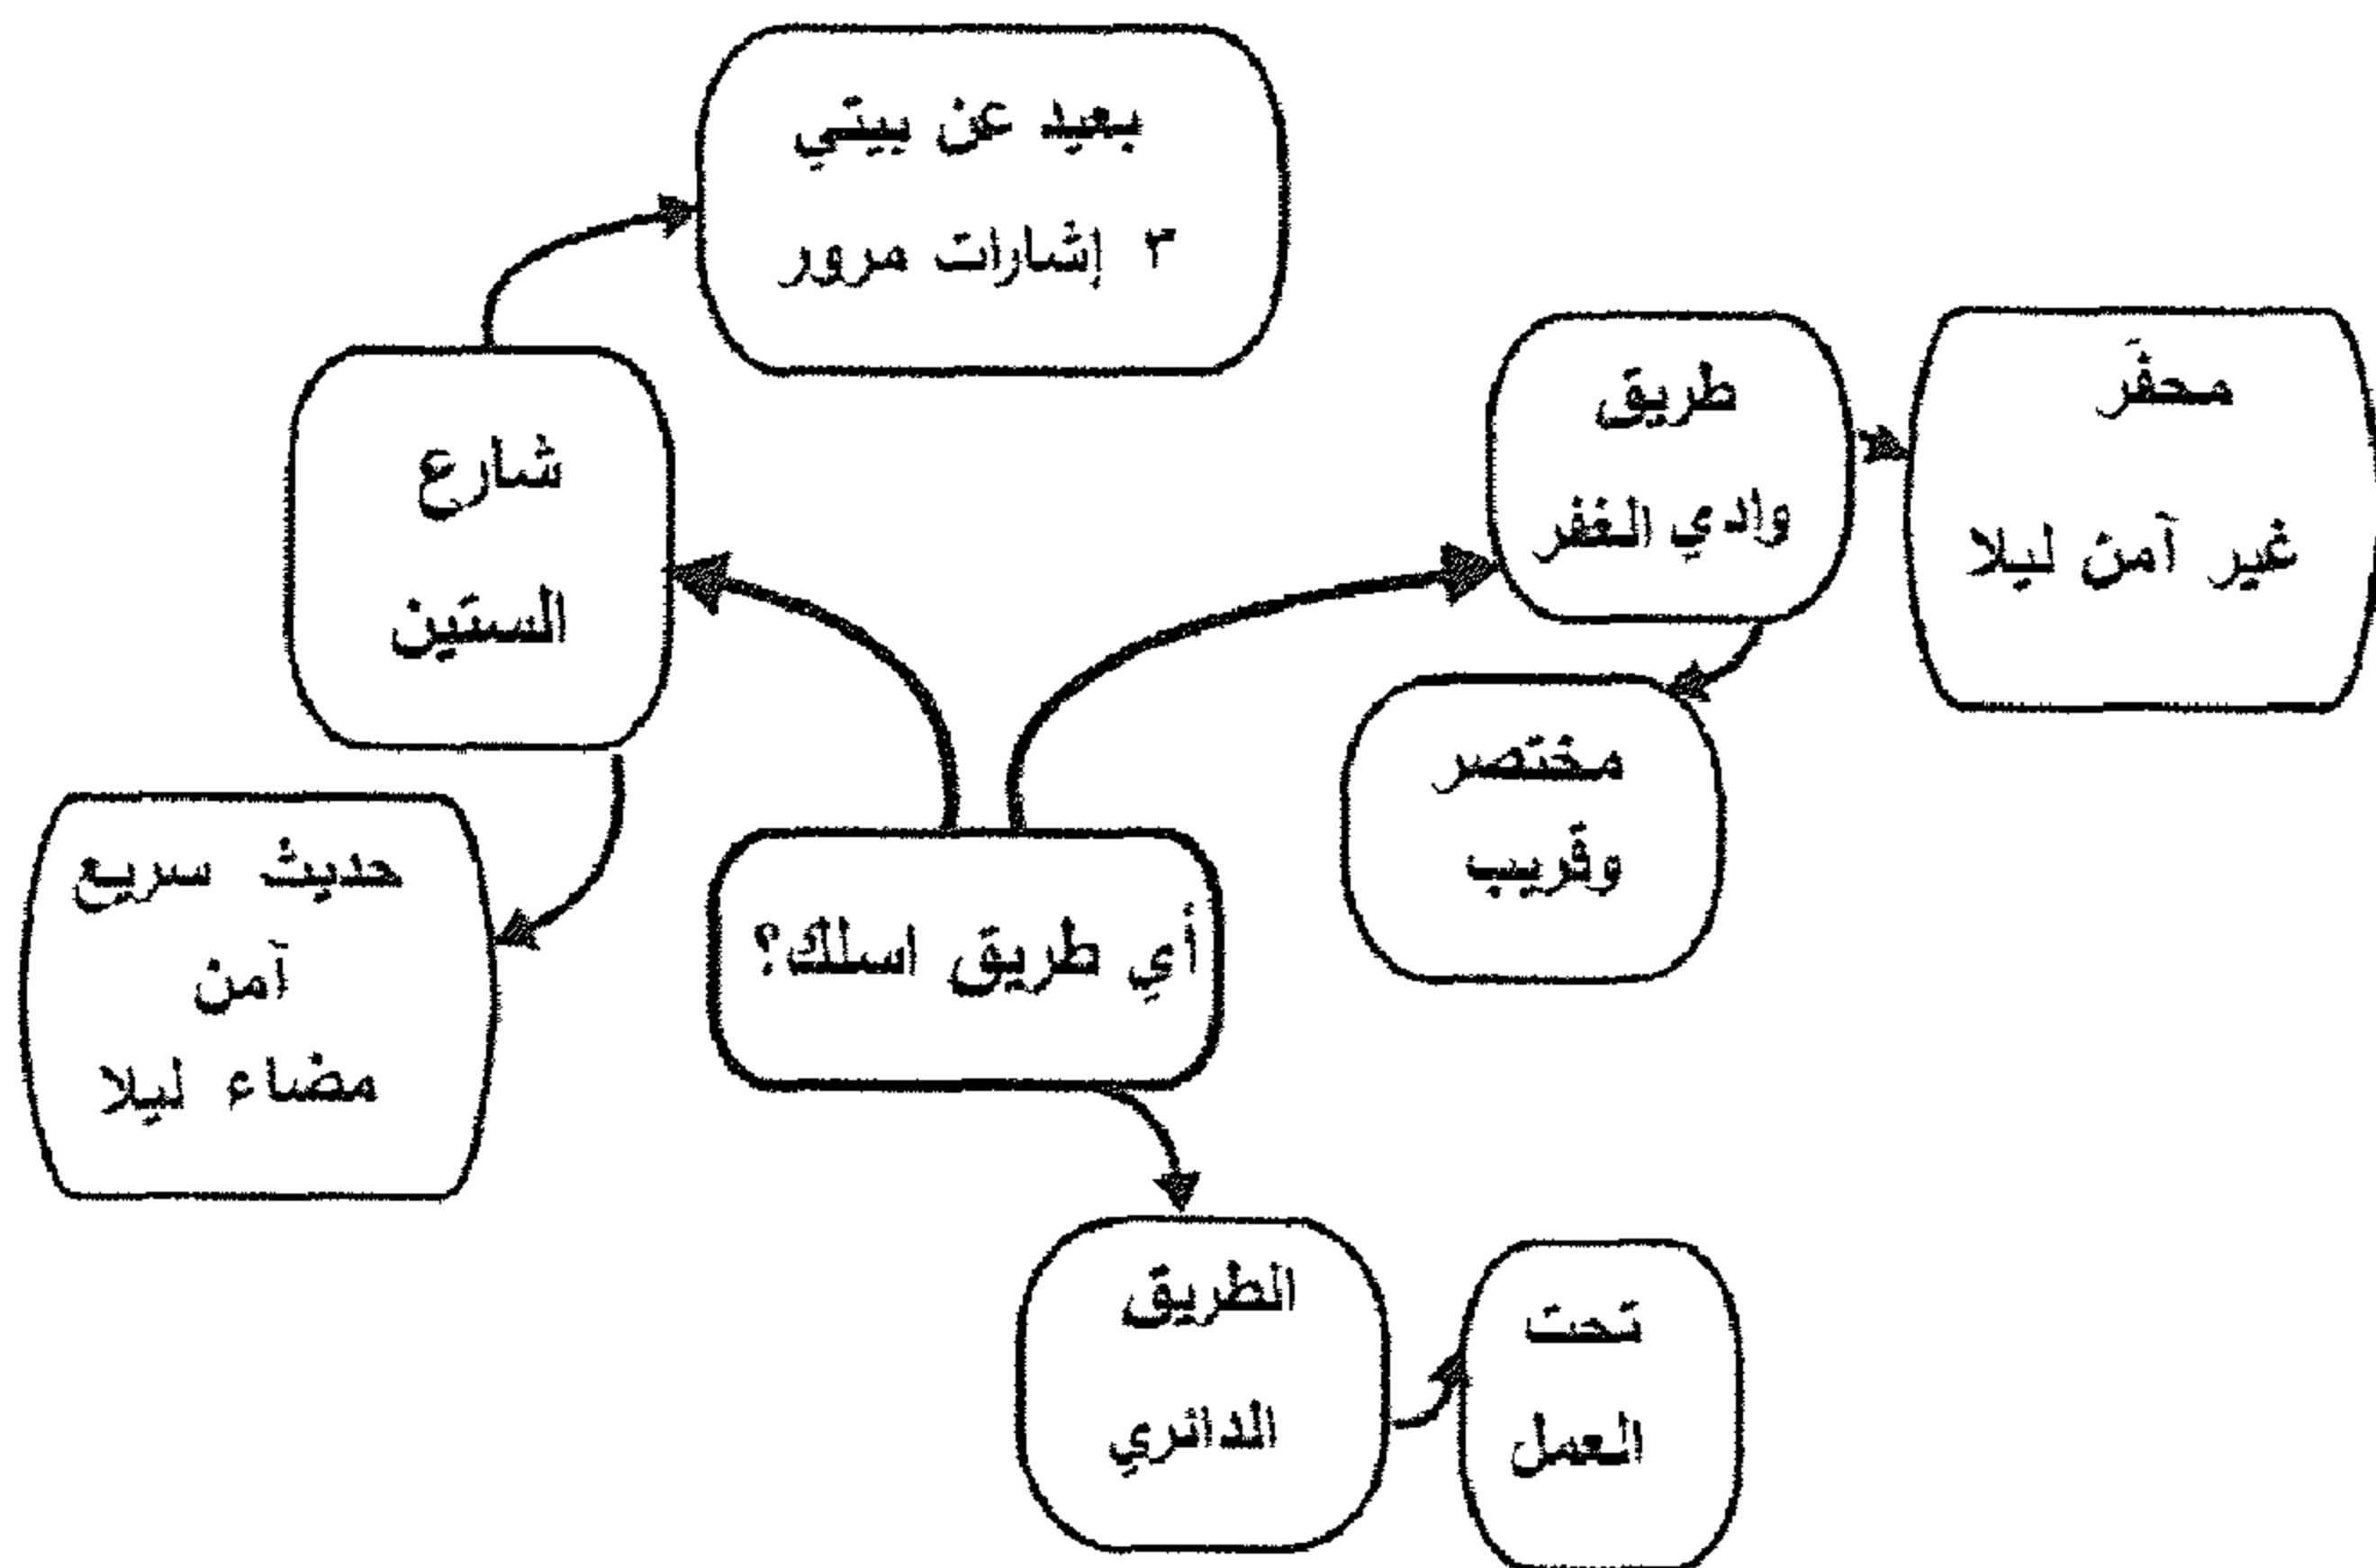 بعيد عن بيتي
٣ إشارات مرور
شارع
الستين
حديث سريع
آمن
مضاء ليلا
أي طريق اسلك؟
طريق
وادي الغفر
محفّر
غير آمن ليلا
مختصر
وقريب
الطريق
الدائري
تحت
العمل